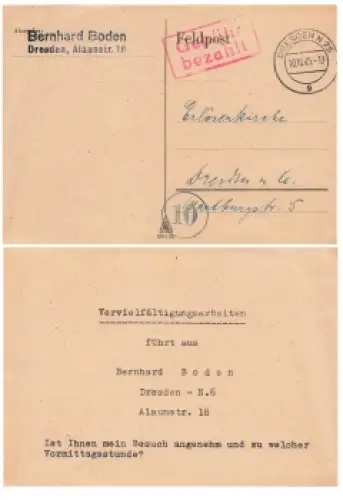 Bernhard Boden
Dresden, Alaunstr. 18
Gebühr
bezahlt
Feldpost
DRESDEN N 25
Erlöserkirche
Dresden n. A.
10
Vervielfältigungsarbeiten
führt aus
Bernhard B o d e n
Dresden - N.6
Alaunstr. 18
Ist Ihnen mein Besuch angenehm und zu welcher
Vormittagsstunde?